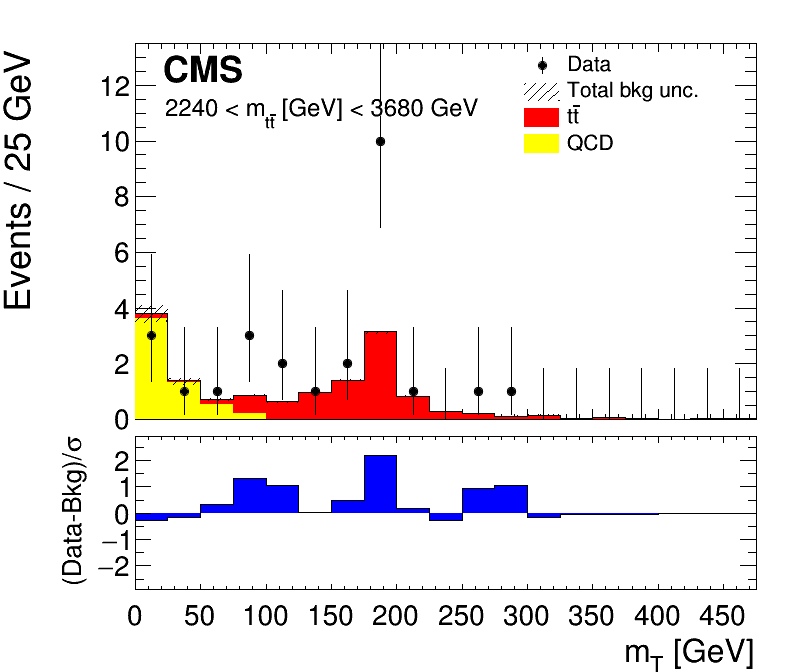 Events / 25 GeV
CMS
2240 < m_{tt̄} [GeV] < 3680 GeV
Data
Total bkg unc.
tt̄
QCD
12
10
8
6
4
2
0
(Data-Bkg)/σ
2
1
0
−1
−2
0 50 100 150 200 250 300 350 400 450
m_T [GeV]